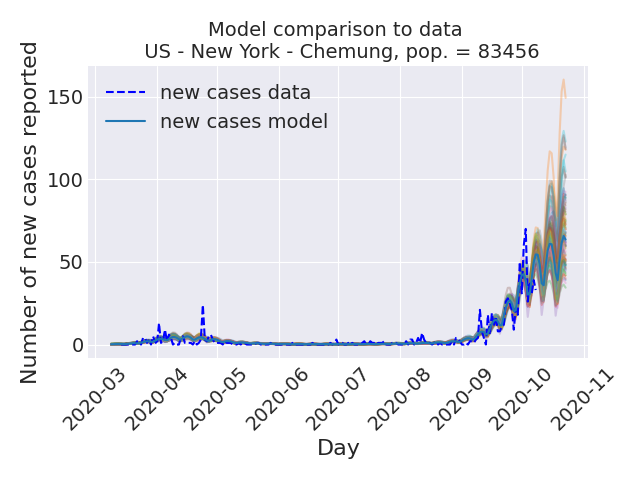 Model comparison to data
US - New York - Chemung, pop. = 83456
Number of new cases reported
150
100
50
0
new cases data
new cases model
2020-03
2020-04
2020-05
2020-06
2020-07
2020-08
2020-09
2020-10
2020-11
Day